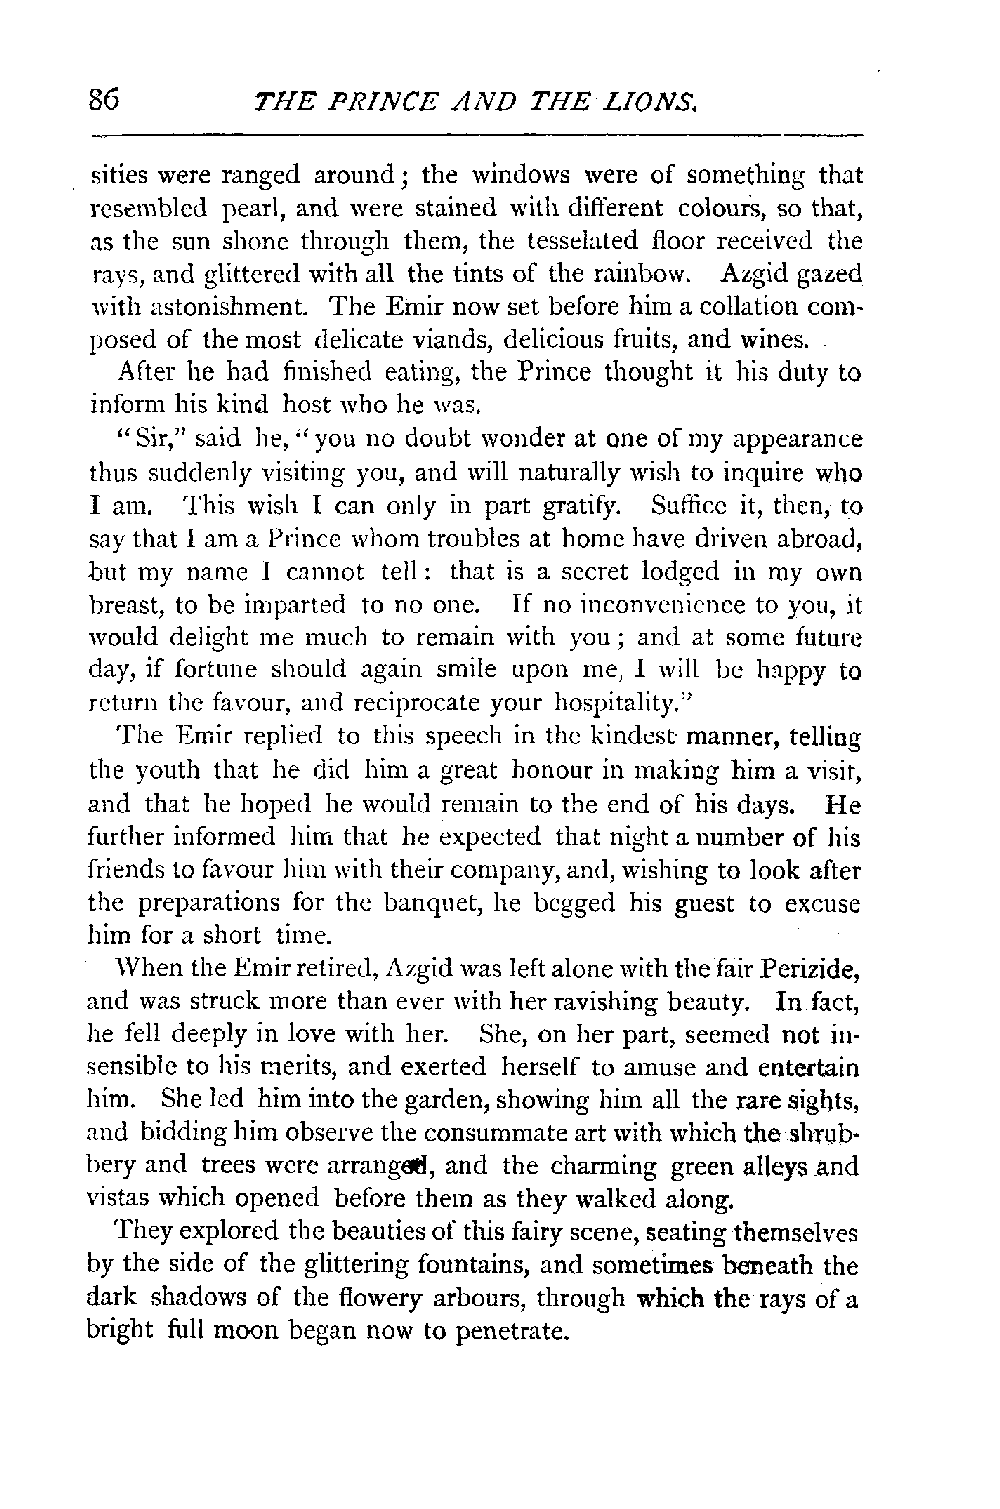 86 THE PRINCE AND THE LIONS.
sities were ranged around; the windows were of something that
resembled pearl, and were stained with different colours, so that,
as the sun shone through them, the tesselated floor received the
rays, and glittered with all the tints of the rainbow. Azgid gazed
with astonishment. The Emir now set before him a collation com-
posed of the most delicate viands, delicious fruits, and wines.
After he had finished eating, the Prince thought it his duty to
inform his kind host who he was.
"Sir," said he, "you no doubt wonder at one of my appearance
thus suddenly visiting you, and will naturally wish to inquire who
I am. This wish I can only in part gratify. Suffice it, then, to
say that I am a Prince whom troubles at home have driven abroad,
but my name I cannot tell: that is a secret lodged in my own
breast, to be imparted to no one. If no inconvenience to you, it
would delight me much to remain with you; and at some future
day, if fortune should again smile upon me, I will be happy to
return the favour, and reciprocate your hospitality."
The Emir replied to this speech in the kindest manner, telling
the youth that he did him a great honour in making him a visit,
and that he hoped he would remain to the end of his days. He
further informed him that he expected that night a number of his
friends to favour him with their company, and, wishing to look after
the preparations for the banquet, he begged his guest to excuse
him for a short time.
When the Emir retired, Azgid was left alone with the fair Perizide,
and was struck more than ever with her ravishing beauty. In fact,
he fell deeply in love with her. She, on her part, seemed not in-
sensible to his merits, and exerted herself to amuse and entertain
him. She led him into the garden, showing him all the rare sights,
and bidding him observe the consummate art with which the shrub-
bery and trees were arranged, and the charming green alleys and
vistas which opened before them as they walked along.
They explored the beauties of this fairy scene, seating themselves
by the side of the glittering fountains, and sometimes beneath the
dark shadows of the flowery arbours, through which the rays of a
bright full moon began now to penetrate.